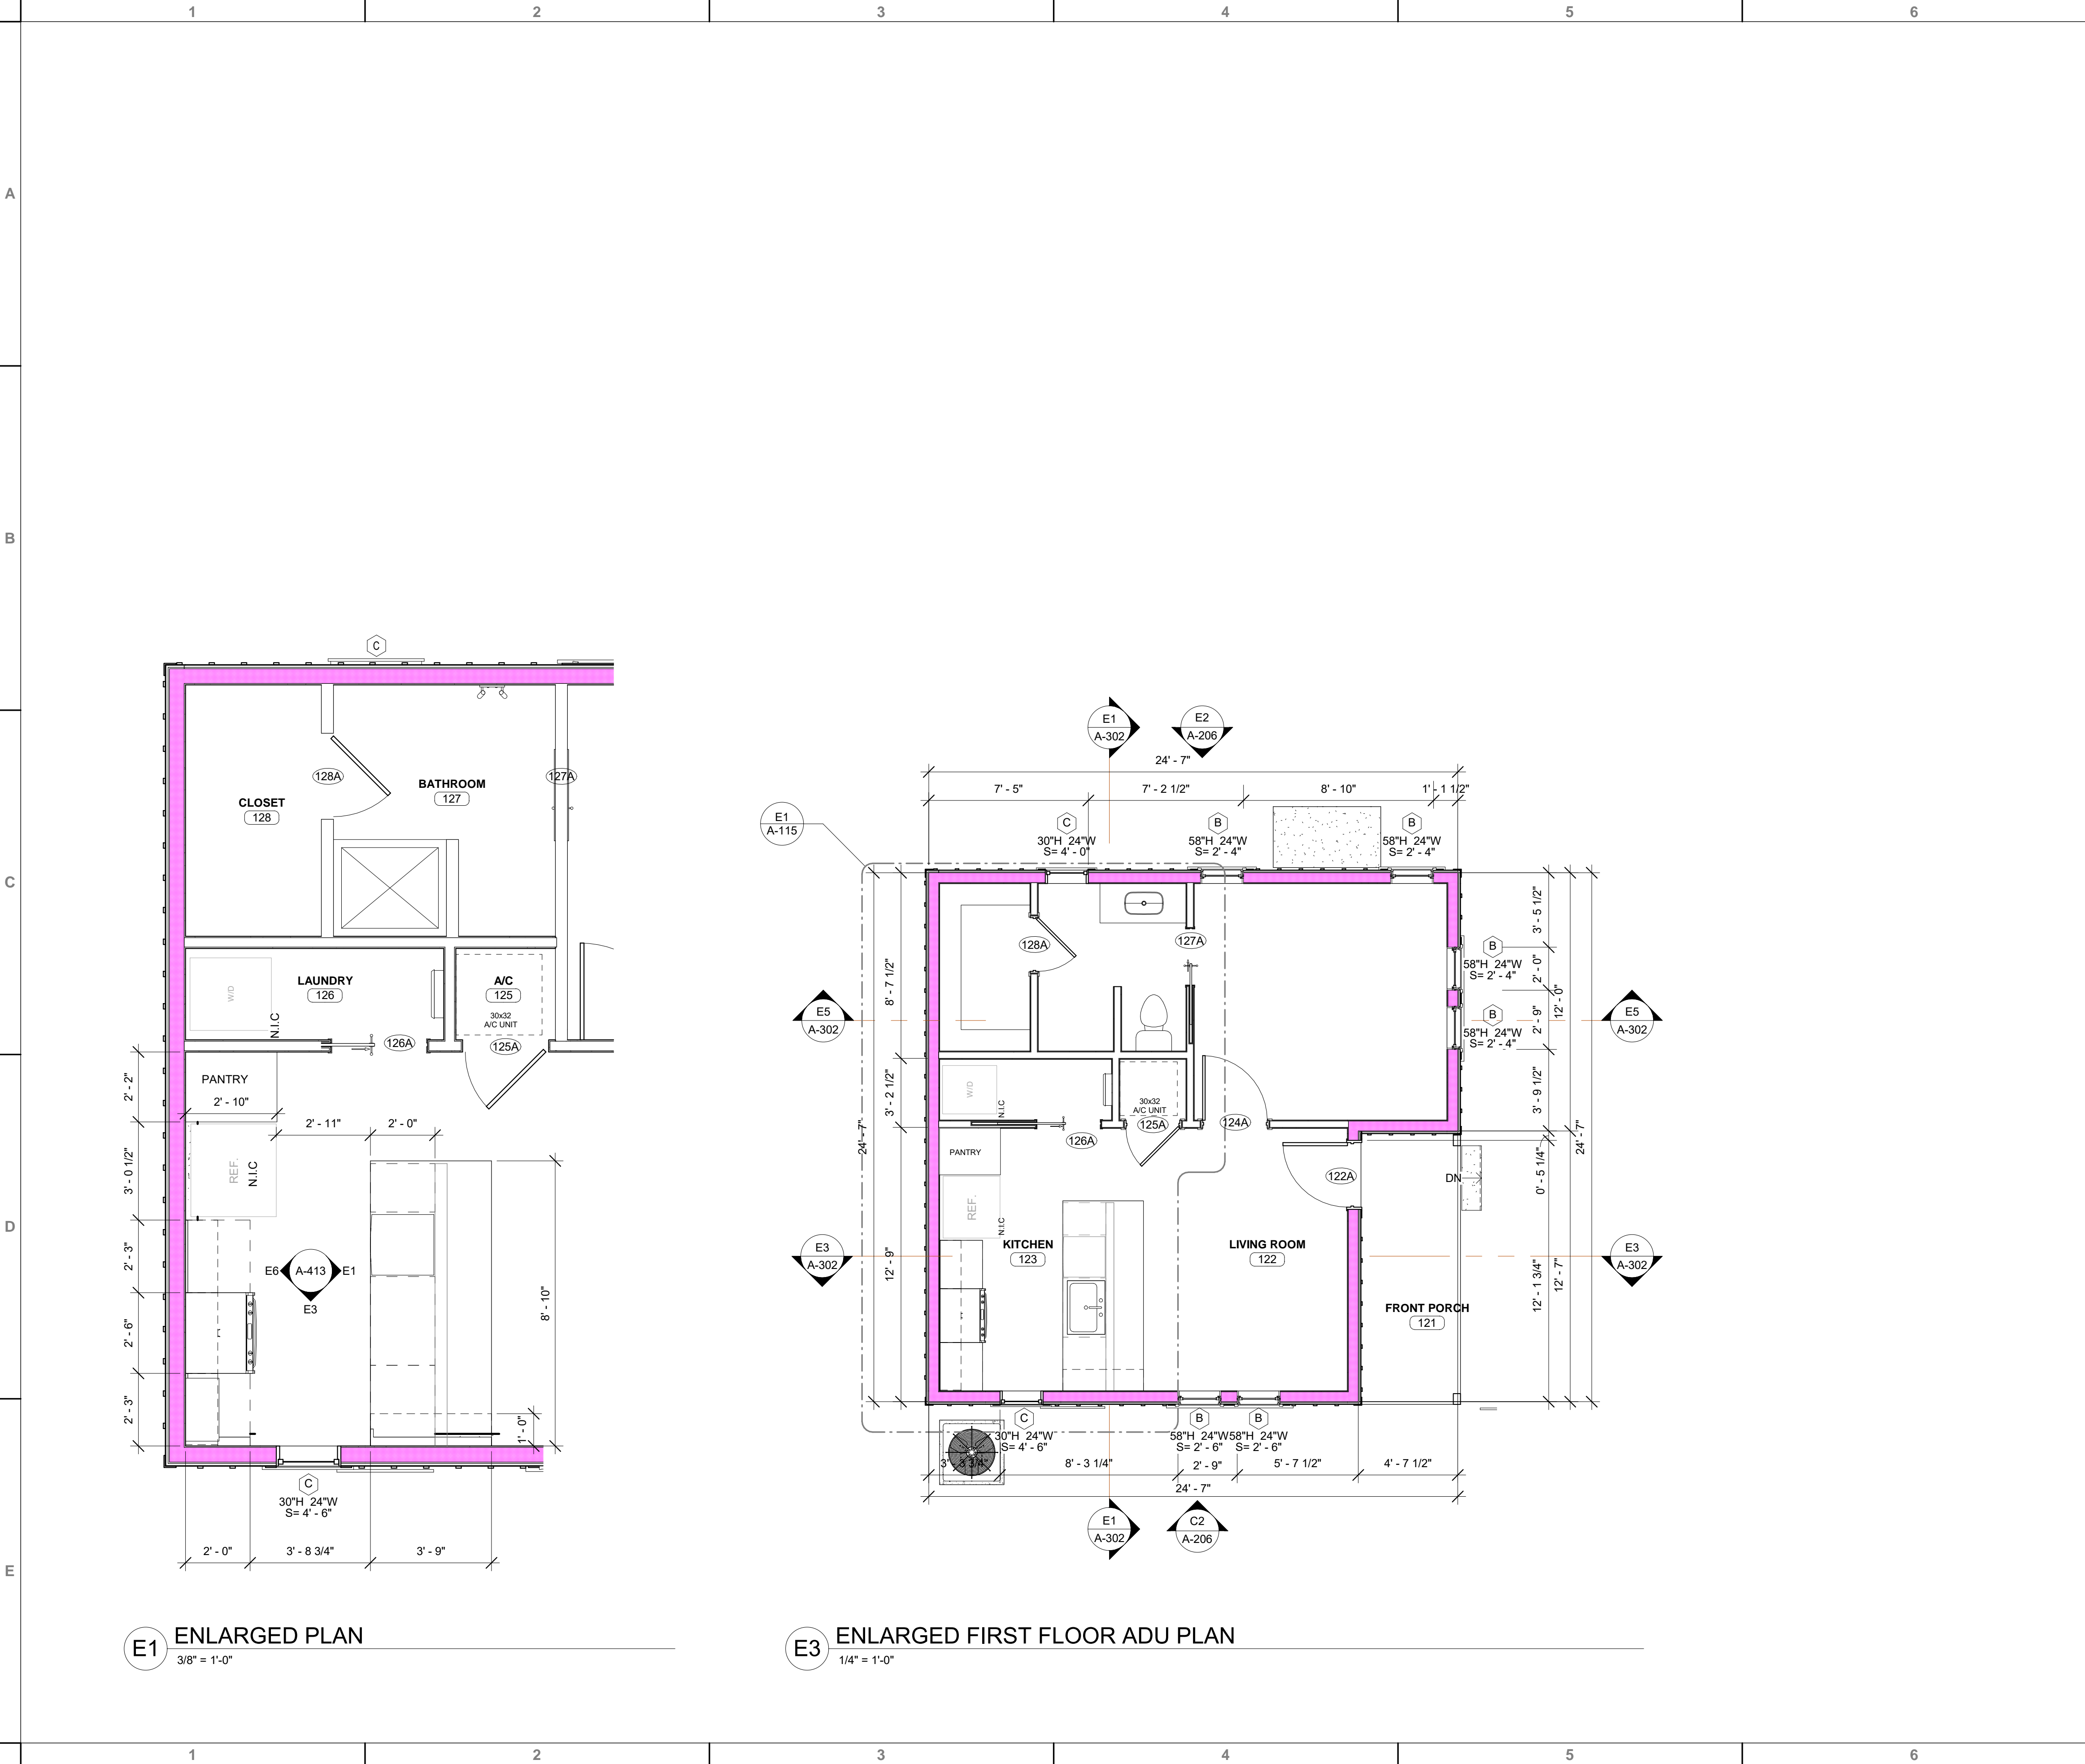 1 2 3 4 5 6
A
B
C
D
E
C
128A
BATHROOM
127
127A
CLOSET
128
LAUNDRY
126
A/C
125
W/D
N.I.C
30x32
A/C UNIT
126A
125A
PANTRY
2' - 10"
2' - 2"
2' - 11"
2' - 0"
3' - 0 1/2"
REF.
N.I.C
2' - 3"
E6 A-413 E1
E3
2' - 6"
8' - 10"
2' - 3"
1' - 0"
C
30"H 24"W
S= 4' - 6"
2' - 0"
3' - 8 3/4"
3' - 9"
E1 ENLARGED PLAN
3/8" = 1'-0"
E1
A-302
E2
A-206
24' - 7"
7' - 5"
7' - 2 1/2"
8' - 10"
1' - 1 1/2"
E1
A-115
C
30"H 24"W
S= 4' - 0"
B
58"H 24"W
S= 2' - 4"
B
58"H 24"W
S= 2' - 4"
3' - 5 1/2"
128A
127A
B
58"H 24"W
S= 2' - 4"
2' - 0"
8' - 7 1/2"
12' - 0"
E5
A-302
B
58"H 24"W
S= 2' - 4"
2' - 9"
E5
A-302
3' - 2 1/2"
W/D
N.I.C
30x32
A/C UNIT
125A
124A
3' - 9 1/2"
24' - 7"
126A
24' - 7"
PANTRY
122A
DN
0' - 5 1/4"
REF.
N.I.C
KITCHEN
123
LIVING ROOM
122
E3
A-302
12' - 9"
E3
A-302
12' - 1 3/4"
12' - 7"
FRONT PORCH
121
C
30"H 24"W
S= 4' - 6"
B
58"H 24"W
S= 2' - 6"
B
58"H 24"W
S= 2' - 6"
3' - 3 3/4"
8' - 3 1/4"
2' - 9"
5' - 7 1/2"
4' - 7 1/2"
24' - 7"
E1
A-302
C2
A-206
E3 ENLARGED FIRST FLOOR ADU PLAN
1/4" = 1'-0"
1 2 3 4 5 6